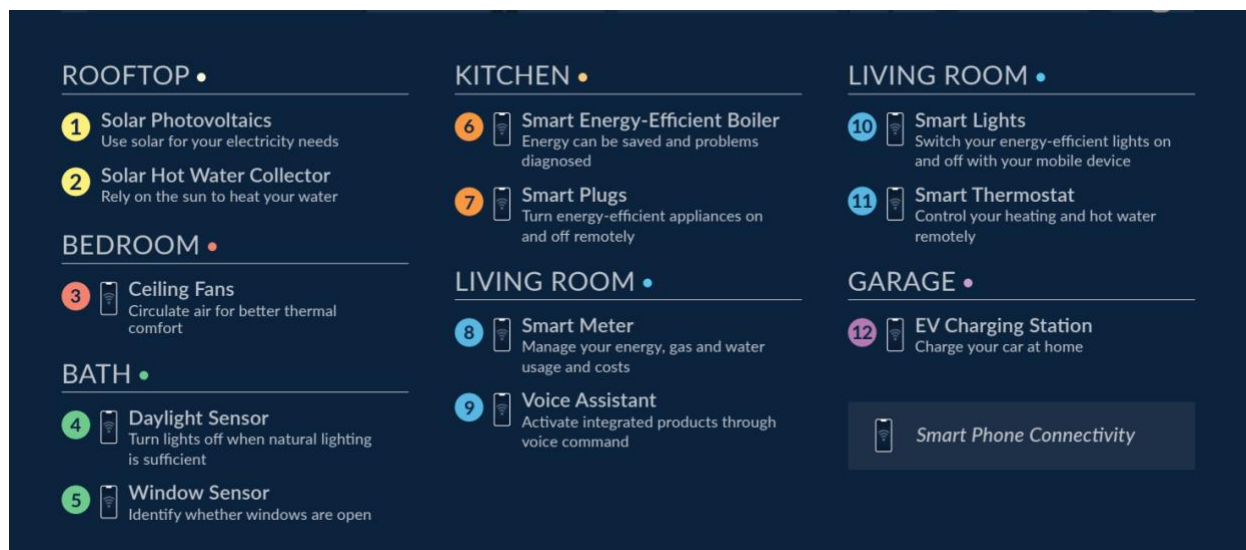 ROOFTOP
1
Solar Photovoltaics
Use solar for your electricity needs
2
Solar Hot Water Collector
Rely on the sun to heat your water
BEDROOM
3
Ceiling Fans
Circulate air for better thermal
comfort
BATH
4
Daylight Sensor
Turn lights off when natural lighting
is sufficient
5
Window Sensor
Identify whether windows are open
KITCHEN
6
Smart Energy-Efficient Boiler
Energy can be saved and problems
diagnosed
7
Smart Plugs
Turn energy-efficient appliances on
and off remotely
LIVING ROOM
8
Smart Meter
Manage your energy, gas and water
usage and costs
9
Voice Assistant
Activate integrated products through
voice command
LIVING ROOM
10
Smart Lights
Switch your energy-efficient lights on
and off with your mobile device
11
Smart Thermostat
Control your heating and hot water
remotely
GARAGE
12
EV Charging Station
Charge your car at home
Smart Phone Connectivity